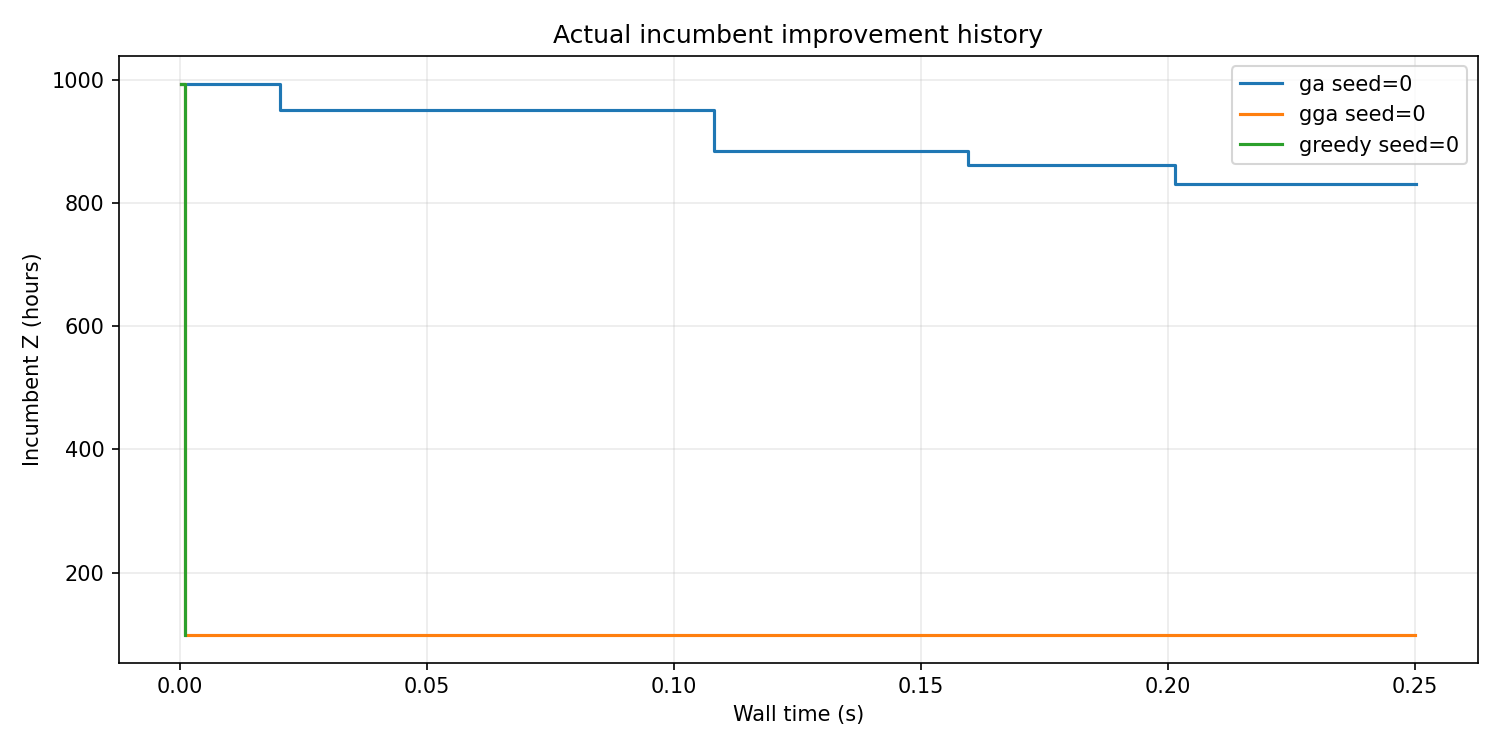 Actual incumbent improvement history
ga seed=0
gga seed=0
greedy seed=0
Incumbent Z (hours)
1000
800
600
400
200
0.00 0.05 0.10 0.15 0.20 0.25
Wall time (s)